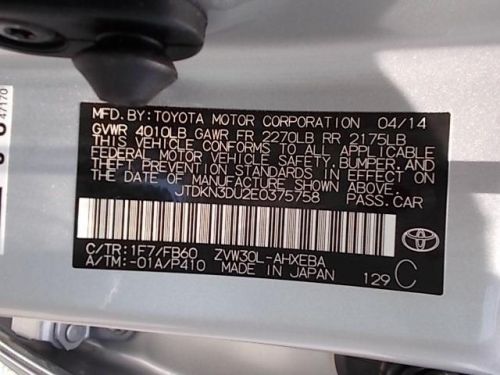 MFD. BY: TOYOTA MOTOR CORPORATION 04/14
GVWR 4010LB GAWR FR 2270LB RR 2175LB
THIS VEHICLE CONFORMS TO ALL APPLICABLE
FEDERAL MOTOR VEHICLE SAFETY, BUMPER, AND
THEFT PREVENTION STANDARDS IN EFFECT ON
THE DATE OF MANUFACTURE SHOWN ABOVE.
JTDKN3DU2E0375758 PASS.CAR
C/TR: 1F7/FB60 ZVW30L-AHXEBA
A/TM: -01A/P410 MADE IN JAPAN
129 C
TOYOTA
47170